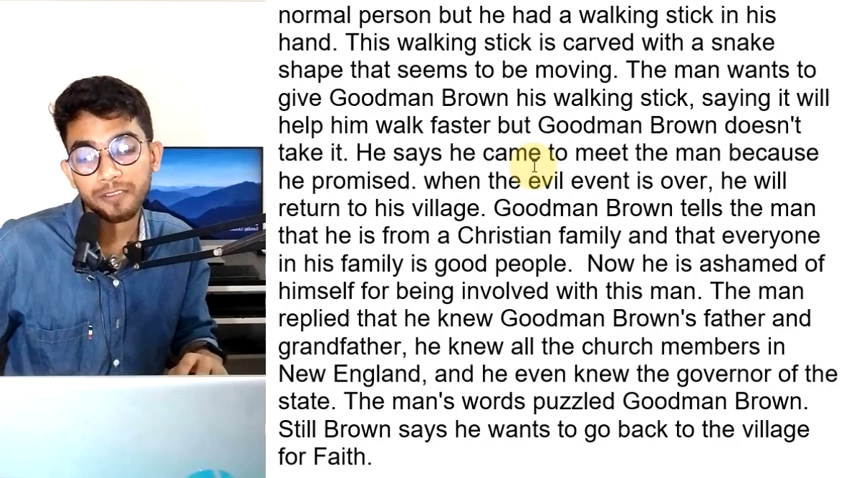 normal person but he had a walking stick in his
hand. This walking stick is carved with a snake
shape that seems to be moving. The man wants to
give Goodman Brown his walking stick, saying it will
help him walk faster but Goodman Brown doesn't
take it. He says he came to meet the man because
he promised. when the evil event is over, he will
return to his village. Goodman Brown tells the man
that he is from a Christian family and that everyone
in his family is good people.  Now he is ashamed of
himself for being involved with this man. The man
replied that he knew Goodman Brown's father and
grandfather, he knew all the church members in
New England, and he even knew the governor of the
state. The man's words puzzled Goodman Brown.
Still Brown says he wants to go back to the village
for Faith.